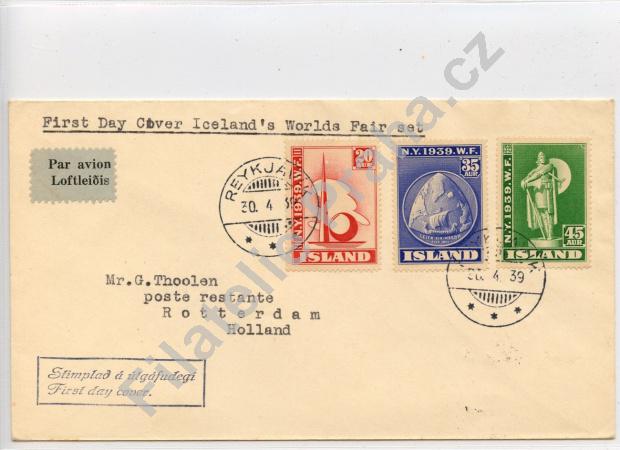 First Day Cover Iceland's Worlds Fair set
Par avion
Loftleiðis
REYKJAVÍK
30. 4. 39
N.Y. 1939. W.F.
20
AUR.
ÍSLAND
N.Y. 1939. W.F.
35
AUR.
ÍSLAND
N.Y. 1939. W.F.
45
AUR.
ÍSLAND
30. 4. 39
Mr.G.Thoolen
poste restante
Rotterdam
Holland
Stimplað á útgáfudegi
First day cover.
Filatelie Praha.cz